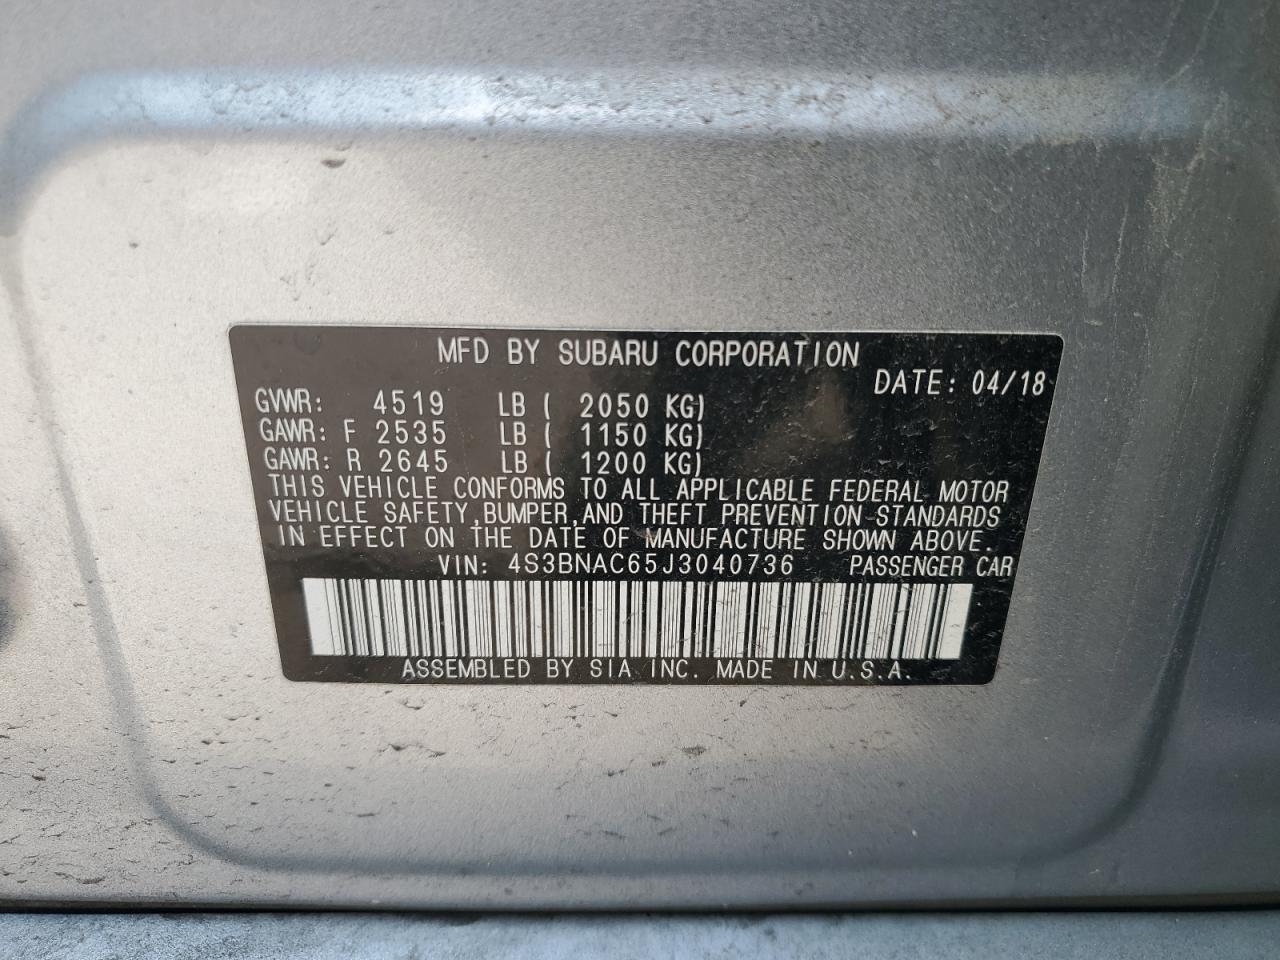 MFD BY SUBARU CORPORATION
DATE: 04/18
GVWR: 4519 LB ( 2050 KG)
GAWR: F 2535 LB ( 1150 KG)
GAWR: R 2645 LB ( 1200 KG)
THIS VEHICLE CONFORMS TO ALL APPLICABLE FEDERAL MOTOR
VEHICLE SAFETY, BUMPER, AND THEFT PREVENTION STANDARDS
IN EFFECT ON THE DATE OF MANUFACTURE SHOWN ABOVE.
VIN: 4S3BNAC65J3040736 PASSENGER CAR
ASSEMBLED BY SIA INC. MADE IN U.S.A.